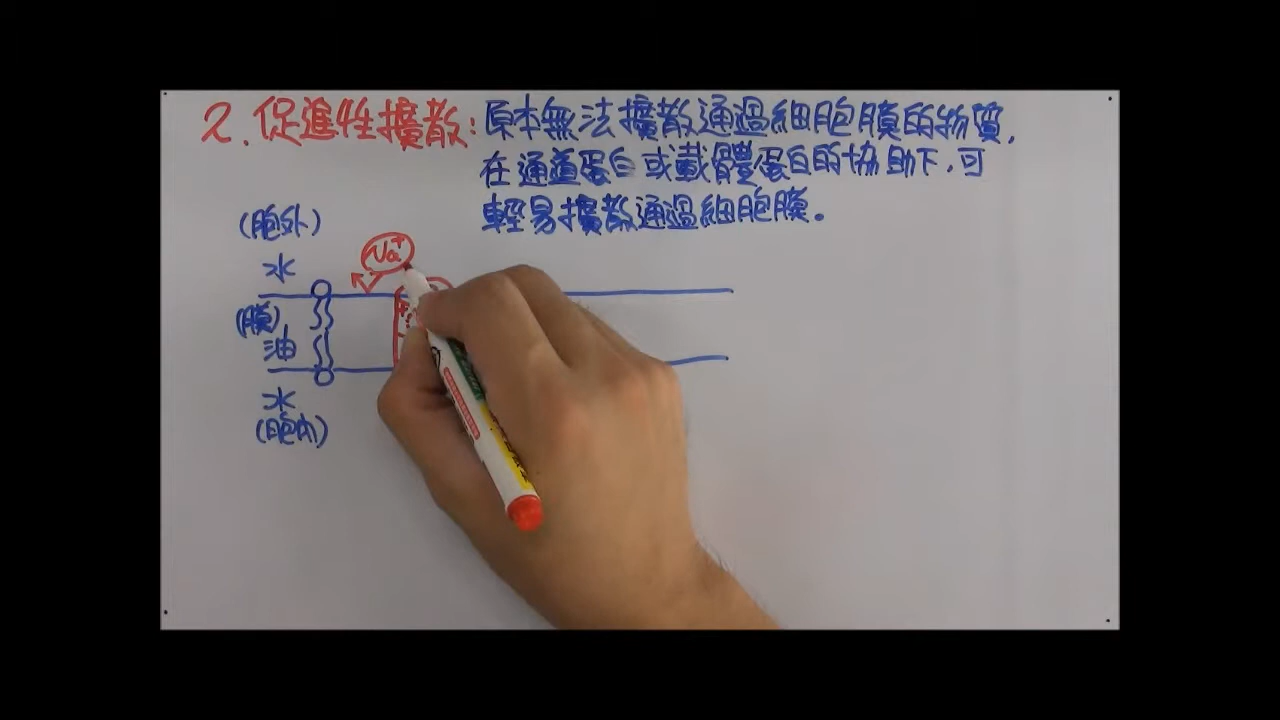 2. 促進性擴散：原本無法擴散通過細胞膜的物質，
在通道蛋白或載體蛋白的協助下，可
輕易擴散通過細胞膜。
(胞外)
水
Na+
(膜)
油
水
(胞內)